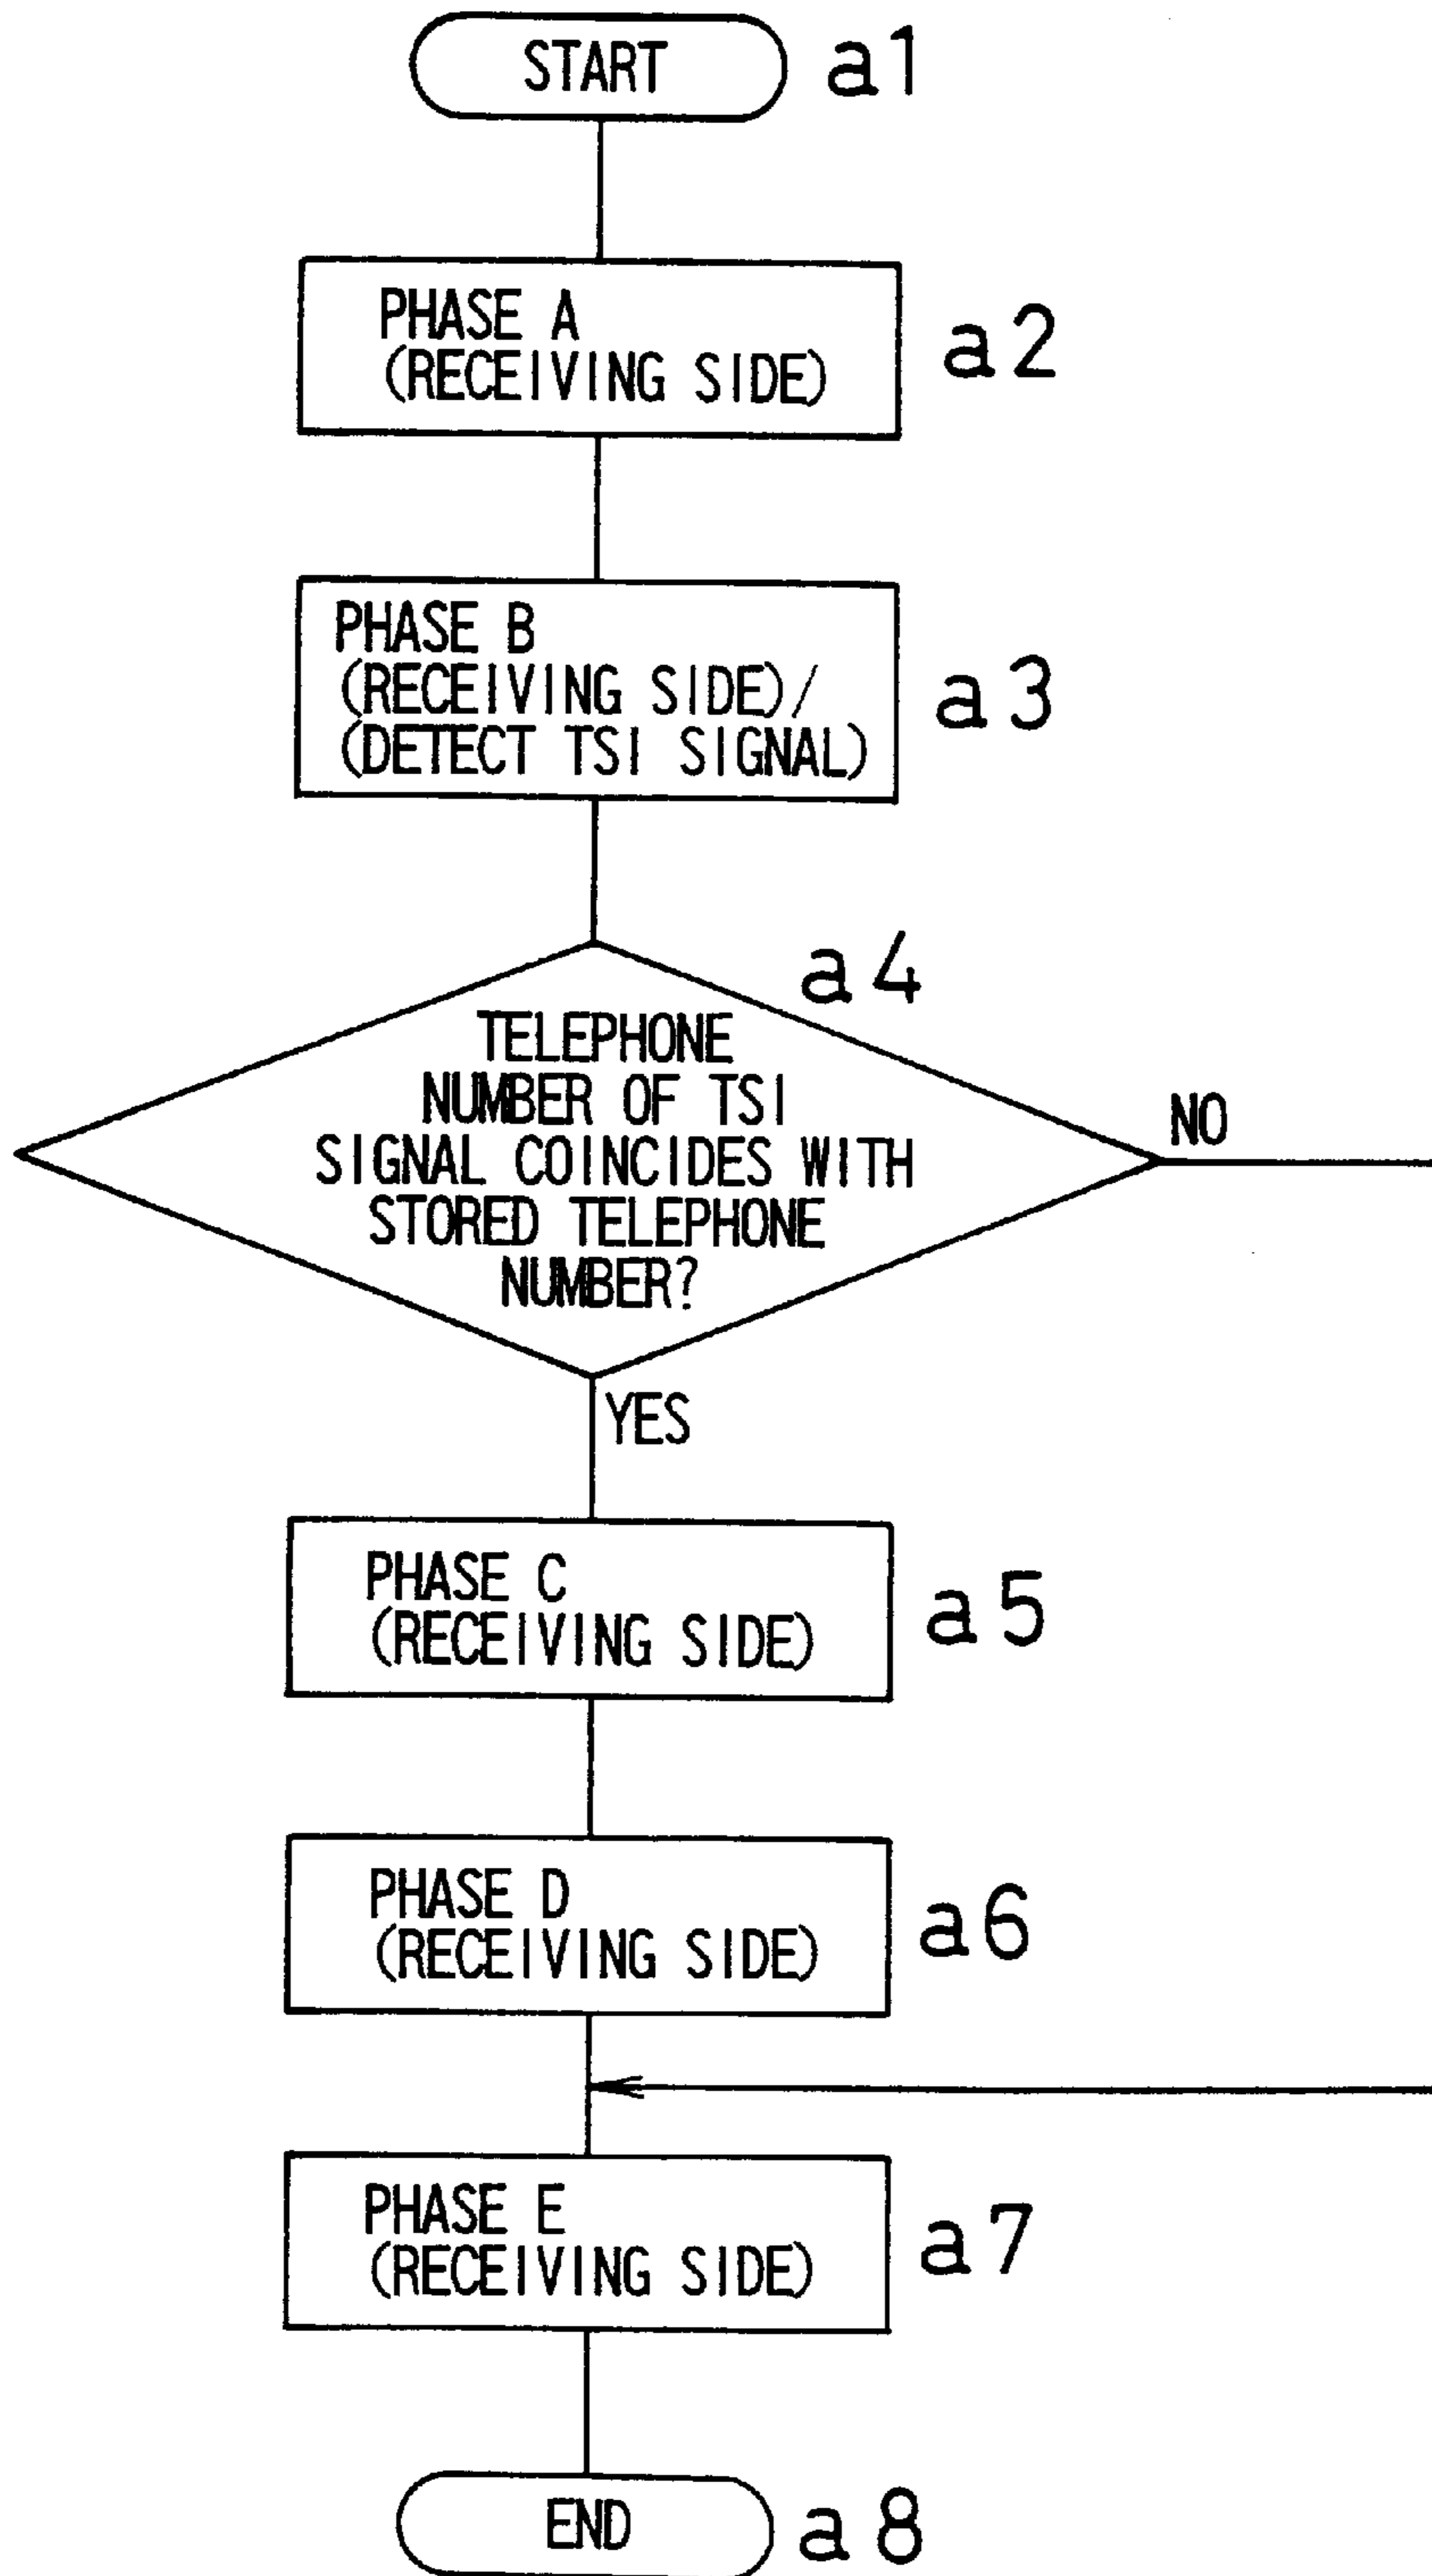 START a1
PHASE A
(RECEIVING SIDE)
a2
PHASE B
(RECEIVING SIDE)/
(DETECT TSI SIGNAL)
a3
a4
TELEPHONE
NUMBER OF TSI
SIGNAL COINCIDES WITH
STORED TELEPHONE
NUMBER?
NO
YES
PHASE C
(RECEIVING SIDE)
a5
PHASE D
(RECEIVING SIDE)
a6
PHASE E
(RECEIVING SIDE)
a7
END a8